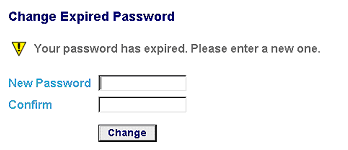 Change Expired Password
Your password has expired. Please enter a new one.
New Password
Confirm
Change